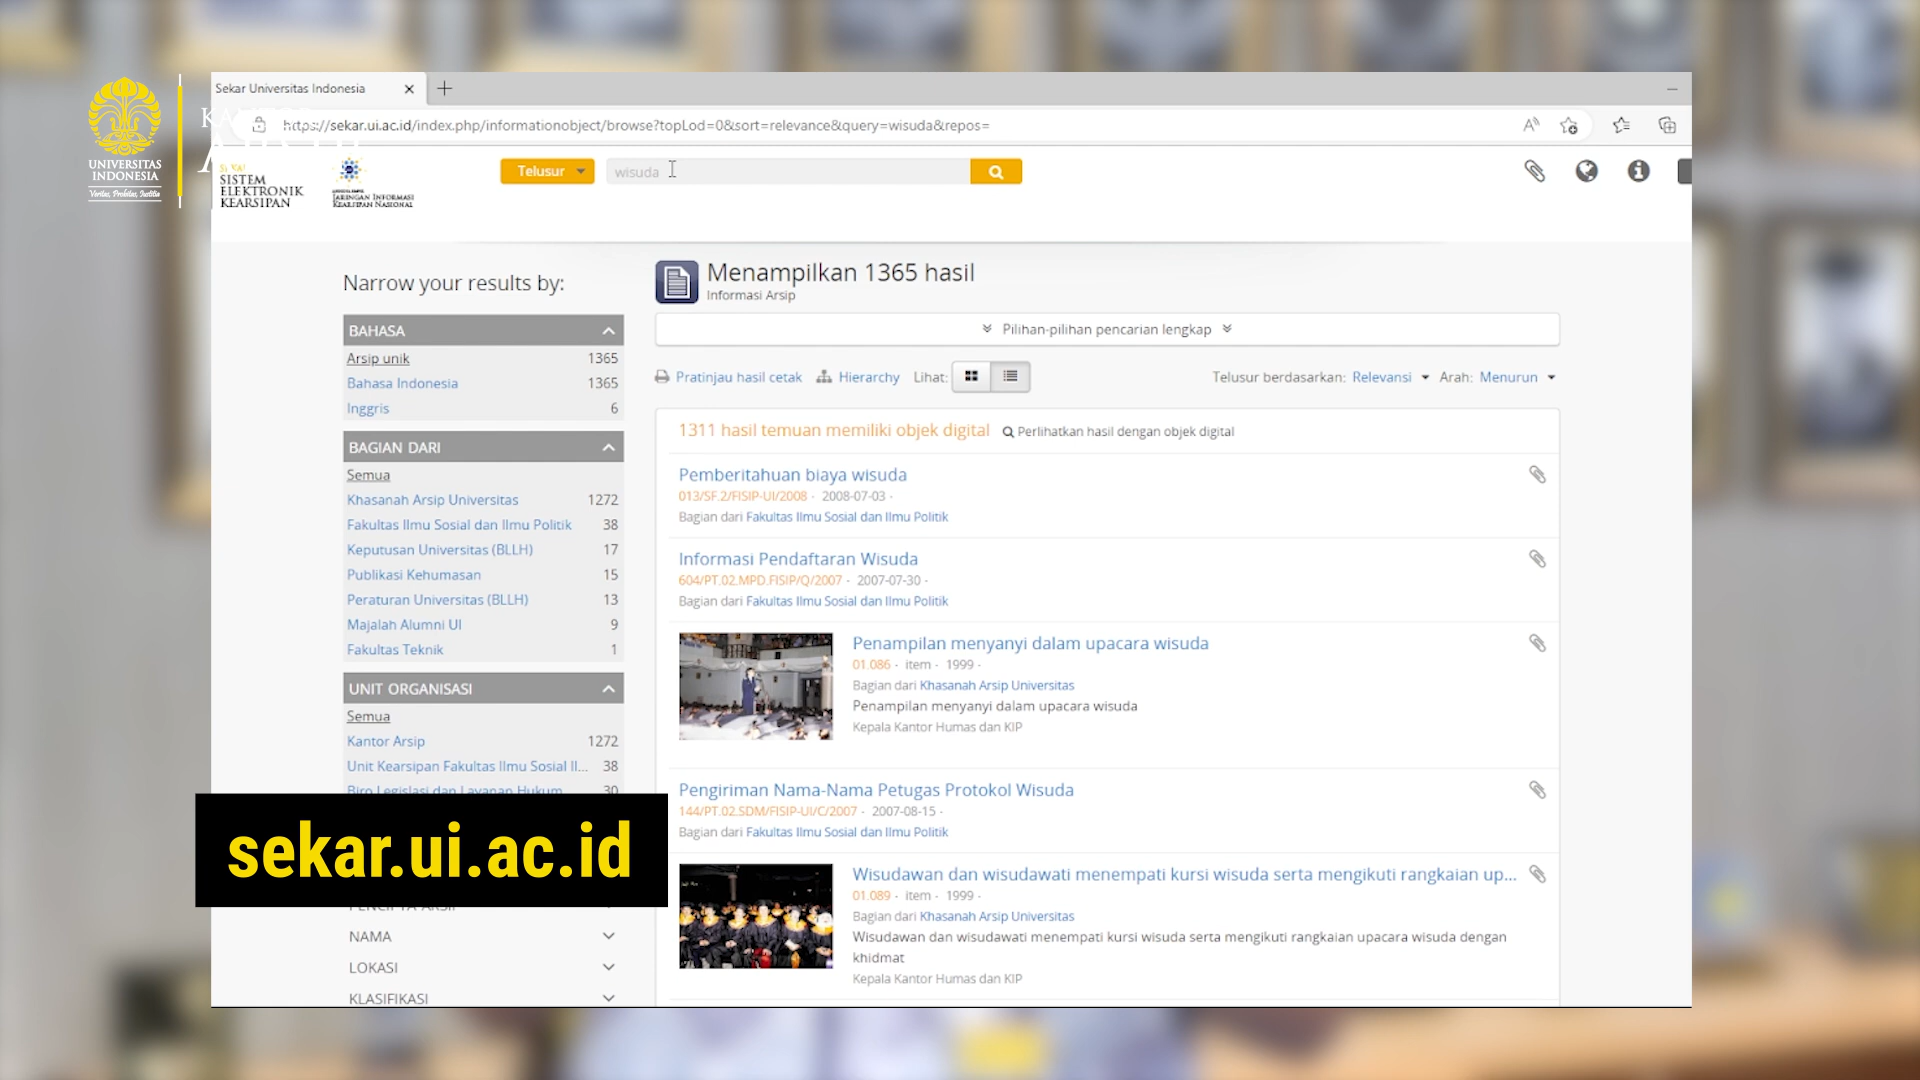 UNIVERSITAS
INDONESIA
Veritas, Probitas, Iustitia
Sekar Universitas Indonesia
https://sekar.ui.ac.id/index.php/informationobject/browse?topLod=0&sort=relevance&query=wisuda&repos=
SISTEM
ELEKTRONIK
KEARSIPAN
JARINGAN INFORMASI
KEARSIPAN NASIONAL
Telusur
wisuda
Narrow your results by:
BAHASA
Arsip unik 1365
Bahasa Indonesia 1365
Inggris 6
BAGIAN DARI
Semua
Khasanah Arsip Universitas 1272
Fakultas Ilmu Sosial dan Ilmu Politik 38
Keputusan Universitas (BLLH) 17
Publikasi Kehumasan 15
Peraturan Universitas (BLLH) 13
Majalah Alumni UI 9
Fakultas Teknik 1
UNIT ORGANISASI
Semua
Kantor Arsip 1272
Unit Kearsipan Fakultas Ilmu Sosial Il... 38
Biro Legislasi dan Layanan Hukum 30
sekar.ui.ac.id
PENCIPTA ARSIP
NAMA
LOKASI
KLASIFIKASI
Menampilkan 1365 hasil
Informasi Arsip
Pilihan-pilihan pencarian lengkap
Pratinjau hasil cetak Hierarchy Lihat: Telusur berdasarkan: Relevansi Arah: Menurun
1311 hasil temuan memiliki objek digital Perlihatkan hasil dengan objek digital
Pemberitahuan biaya wisuda
013/SF.2/FISIP-UI/2008 · 2008-07-03 ·
Bagian dari Fakultas Ilmu Sosial dan Ilmu Politik
Informasi Pendaftaran Wisuda
604/PT.02.MPD.FISIP/Q/2007 · 2007-07-30 ·
Bagian dari Fakultas Ilmu Sosial dan Ilmu Politik
Penampilan menyanyi dalam upacara wisuda
01.086 · item · 1999 ·
Bagian dari Khasanah Arsip Universitas
Penampilan menyanyi dalam upacara wisuda
Kepala Kantor Humas dan KIP
Pengiriman Nama-Nama Petugas Protokol Wisuda
144/PT.02.SDM/FISIP-UI/C/2007 · 2007-08-15 ·
Bagian dari Fakultas Ilmu Sosial dan Ilmu Politik
Wisudawan dan wisudawati menempati kursi wisuda serta mengikuti rangkaian up...
01.089 · item · 1999 ·
Bagian dari Khasanah Arsip Universitas
Wisudawan dan wisudawati menempati kursi wisuda serta mengikuti rangkaian upacara wisuda dengan
khidmat
Kepala Kantor Humas dan KIP